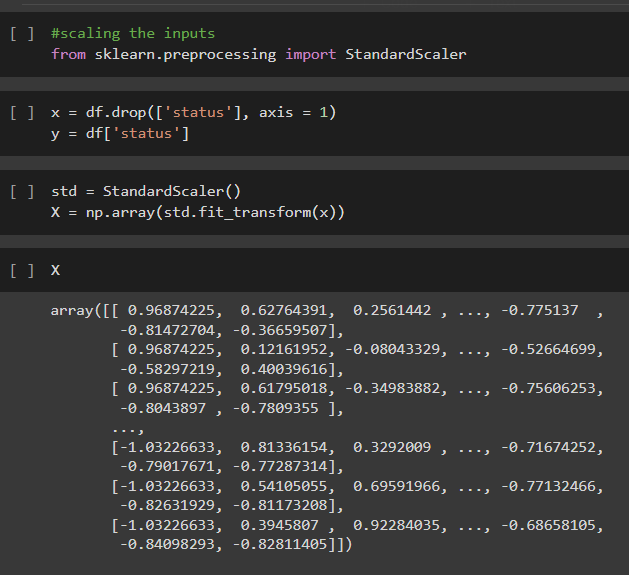 [ ] #scaling the inputs
from sklearn.preprocessing import StandardScaler
[ ] x = df.drop(['status'], axis = 1)
y = df['status']
[ ] std = StandardScaler()
X = np.array(std.fit_transform(x))
[ ] X
array([[ 0.96874225,  0.62764391,  0.2561442 , ..., -0.775137  ,
        -0.81472704, -0.36659507],
       [ 0.96874225,  0.12161952, -0.08043329, ..., -0.52664699,
        -0.58297219,  0.40039616],
       [ 0.96874225,  0.61795018, -0.34983882, ..., -0.75606253,
        -0.8043897 , -0.7809355 ],
       ...,
       [-1.03226633,  0.81336154,  0.3292009 , ..., -0.71674252,
        -0.79017671, -0.77287314],
       [-1.03226633,  0.54105055,  0.69591966, ..., -0.77132466,
        -0.82631929, -0.81173208],
       [-1.03226633,  0.3945807 ,  0.92284035, ..., -0.68658105,
        -0.84098293, -0.82811405]])